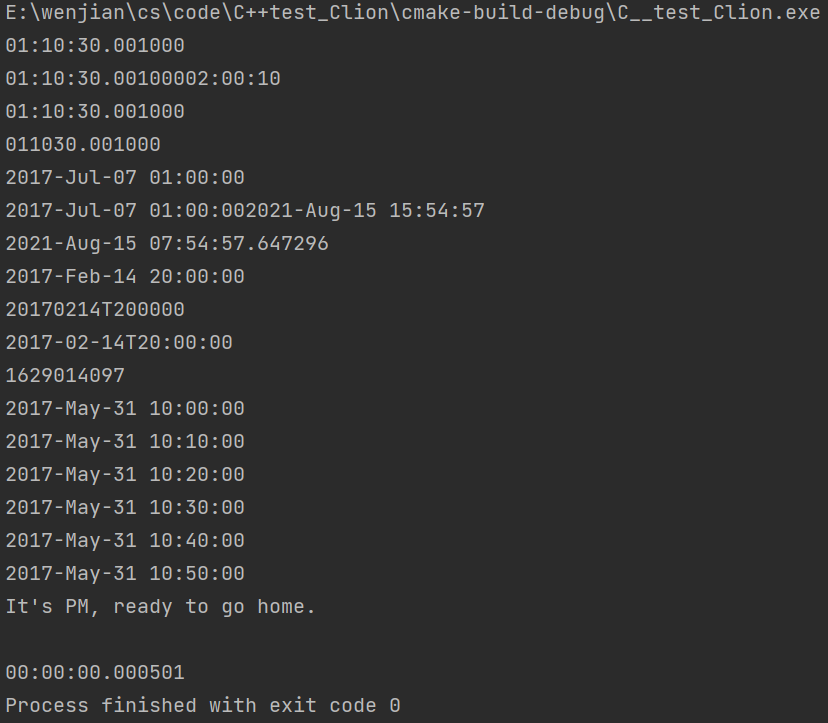 E:\wenjian\cs\code\C++test_Clion\cmake-build-debug\C__test_Clion.exe
01:10:30.001000
01:10:30.00100002:00:10
01:10:30.001000
011030.001000
2017-Jul-07 01:00:00
2017-Jul-07 01:00:002021-Aug-15 15:54:57
2021-Aug-15 07:54:57.647296
2017-Feb-14 20:00:00
20170214T200000
2017-02-14T20:00:00
1629014097
2017-May-31 10:00:00
2017-May-31 10:10:00
2017-May-31 10:20:00
2017-May-31 10:30:00
2017-May-31 10:40:00
2017-May-31 10:50:00
It's PM, ready to go home.
00:00:00.000501
Process finished with exit code 0